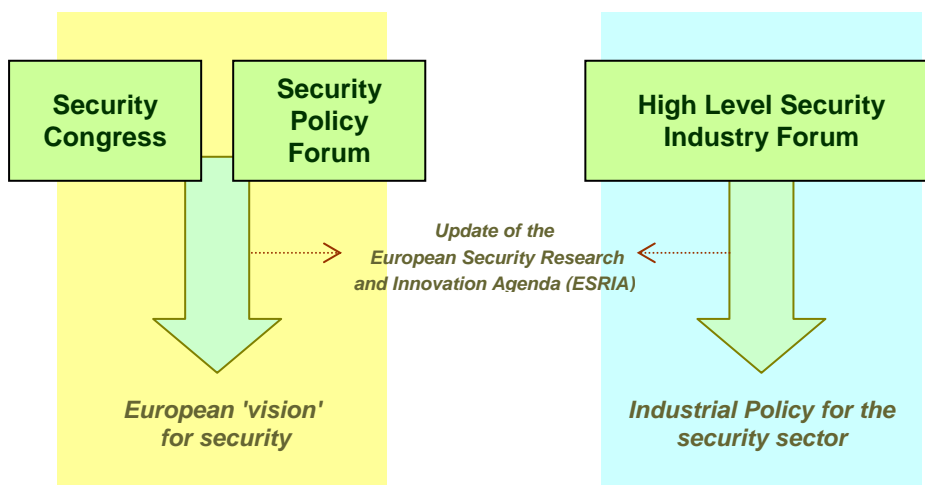 Security
Congress
Security
Policy
Forum
High Level Security
Industry Forum
Update of the
European Security Research
and Innovation Agenda (ESRIA)
European 'vision'
for security
Industrial Policy for the
security sector